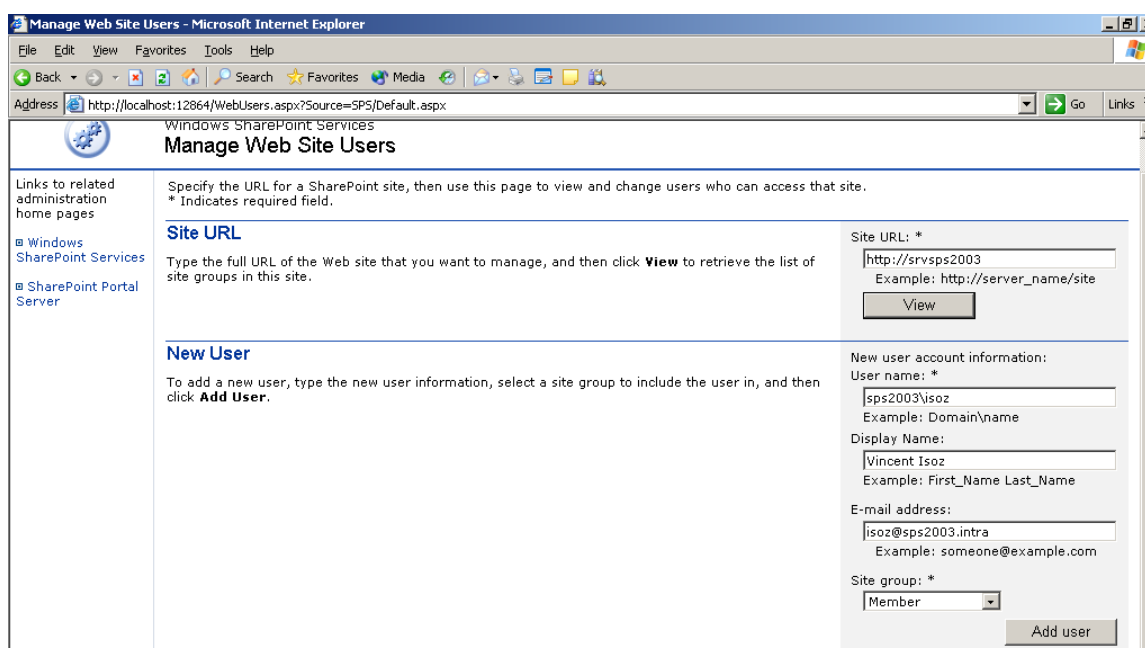 Manage Web Site Users - Microsoft Internet Explorer
File Edit View Favorites Tools Help
Back Search Favorites Media
Address http://localhost:12864/WebUsers.aspx?Source=SPS/Default.aspx Go Links
Windows SharePoint Services
Manage Web Site Users
Links to related
administration
home pages
Windows
SharePoint Services
SharePoint Portal
Server
Specify the URL for a SharePoint site, then use this page to view and change users who can access that site.
* Indicates required field.
Site URL
Type the full URL of the Web site that you want to manage, and then click View to retrieve the list of
site groups in this site.
Site URL: *
http://srvsps2003
Example: http://server_name/site
View
New User
To add a new user, type the new user information, select a site group to include the user in, and then
click Add User.
New user account information:
User name: *
sps2003\isoz
Example: Domain\name
Display Name:
Vincent Isoz
Example: First_Name Last_Name
E-mail address:
isoz@sps2003.intra
Example: someone@example.com
Site group: *
Member
Add user